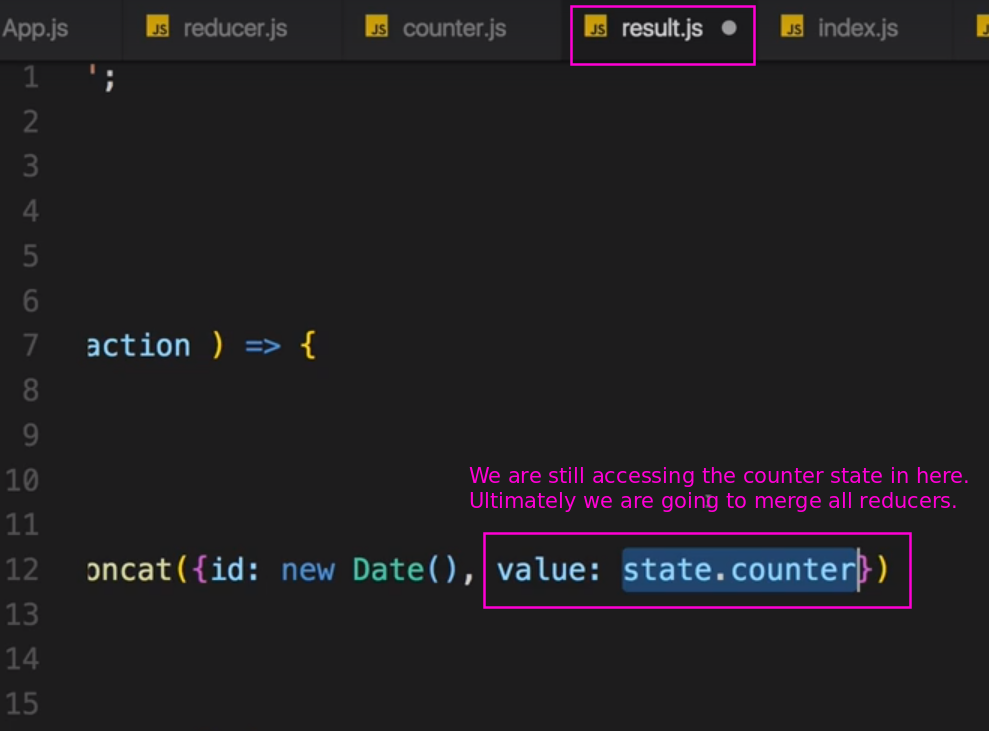 App.js JS reducer.js JS counter.js JS result.js JS index.js
1 ';
2
3
4
5
6
7 action ) => {
8
9
10
We are still accessing the counter state in here.
Ultimately we are going to merge all reducers.
11
12 oncat({id: new Date(), value: state.counter})
13
14
15